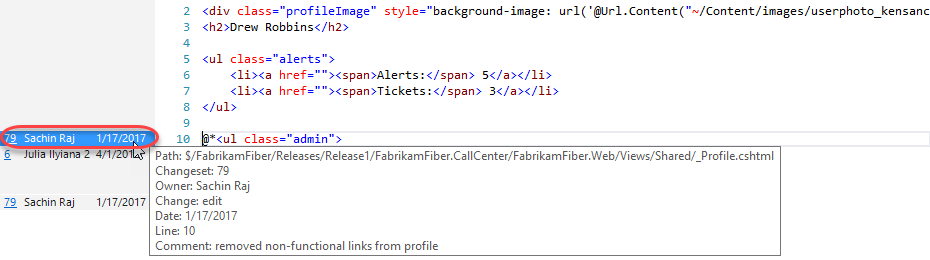 2 <div class="profileImage" style="background-image: url('@Url.Content("~/Content/images/userphoto_kensanc
3 <h2>Drew Robbins</h2>
4
5 <ul class="alerts">
6 <li><a href=""><span>Alerts:</span> 5</a></li>
7 <li><a href=""><span>Tickets:</span> 3</a></li>
8 </ul>
9
79 Sachin Raj 1/17/2017 10 @*<ul class="admin">
6 Julia Ilyiana 2 4/1/201
Path: $/FabrikamFiber/Releases/Release1/FabrikamFiber.CallCenter/FabrikamFiber.Web/Views/Shared/_Profile.cshtml
Changeset: 79
Owner: Sachin Raj
Change: edit
79 Sachin Raj 1/17/2017
Date: 1/17/2017
Line: 10
Comment: removed non-functional links from profile